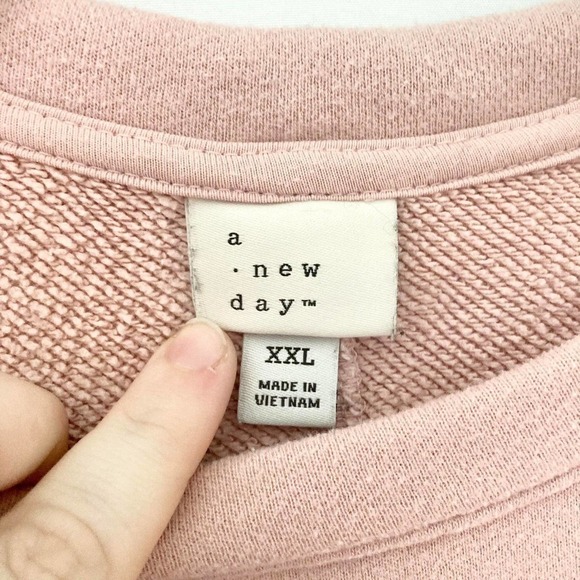 a
· new
day™
XXL
MADE IN
VIETNAM